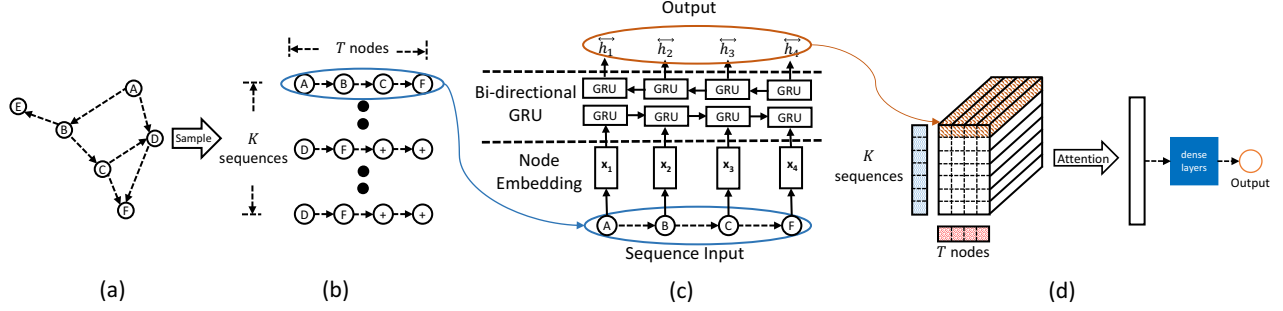 A
E
B
D
C
F
Sample
(a)
T nodes
A B C F
K
sequences
D F + +
D F + +
(b)
Output
h1 h2 h3 h4
Bi-directional
GRU
GRU GRU GRU GRU
GRU GRU GRU GRU
Node
Embedding
x1 x2 x3 x4
A B C F
Sequence Input
(c)
K
sequences
T nodes
Attention
dense
layers
Output
(d)